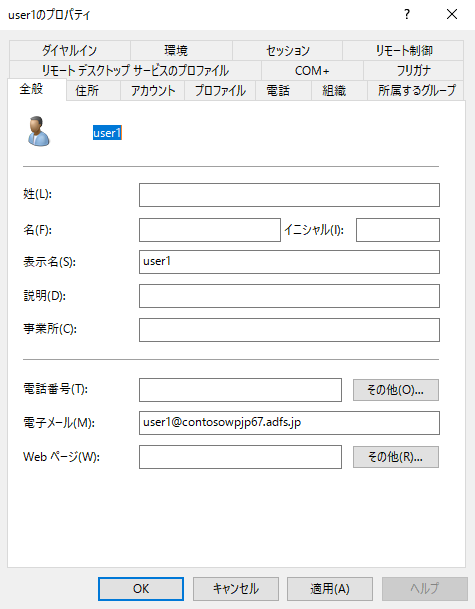 user1のプロパティ ? ×
ダイヤルイン 環境 セッション リモート制御
リモート デスクトップ サービスのプロファイル COM+ フリガナ
全般 住所 アカウント プロファイル 電話 組織 所属するグループ
user1
姓(L):
名(F): イニシャル(I):
表示名(S): user1
説明(D):
事業所(C):
電話番号(T): その他(O)...
電子メール(M): user1@contosowpjp67.adfs.jp
Web ページ(W): その他(R)...
OK キャンセル 適用(A) ヘルプ